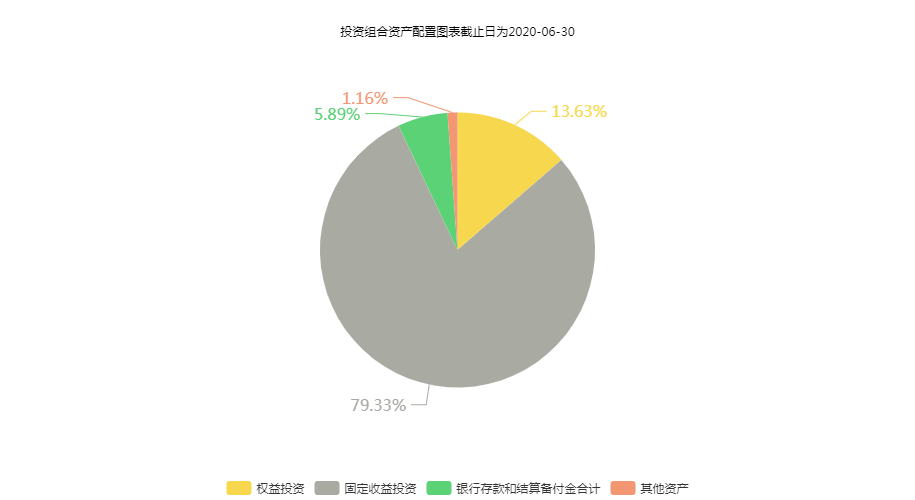 投资组合资产配置图表截止日为2020-06-30
1.16%
13.63%
5.89%
79.33%
权益投资 固定收益投资 银行存款和结算备付金合计 其他资产